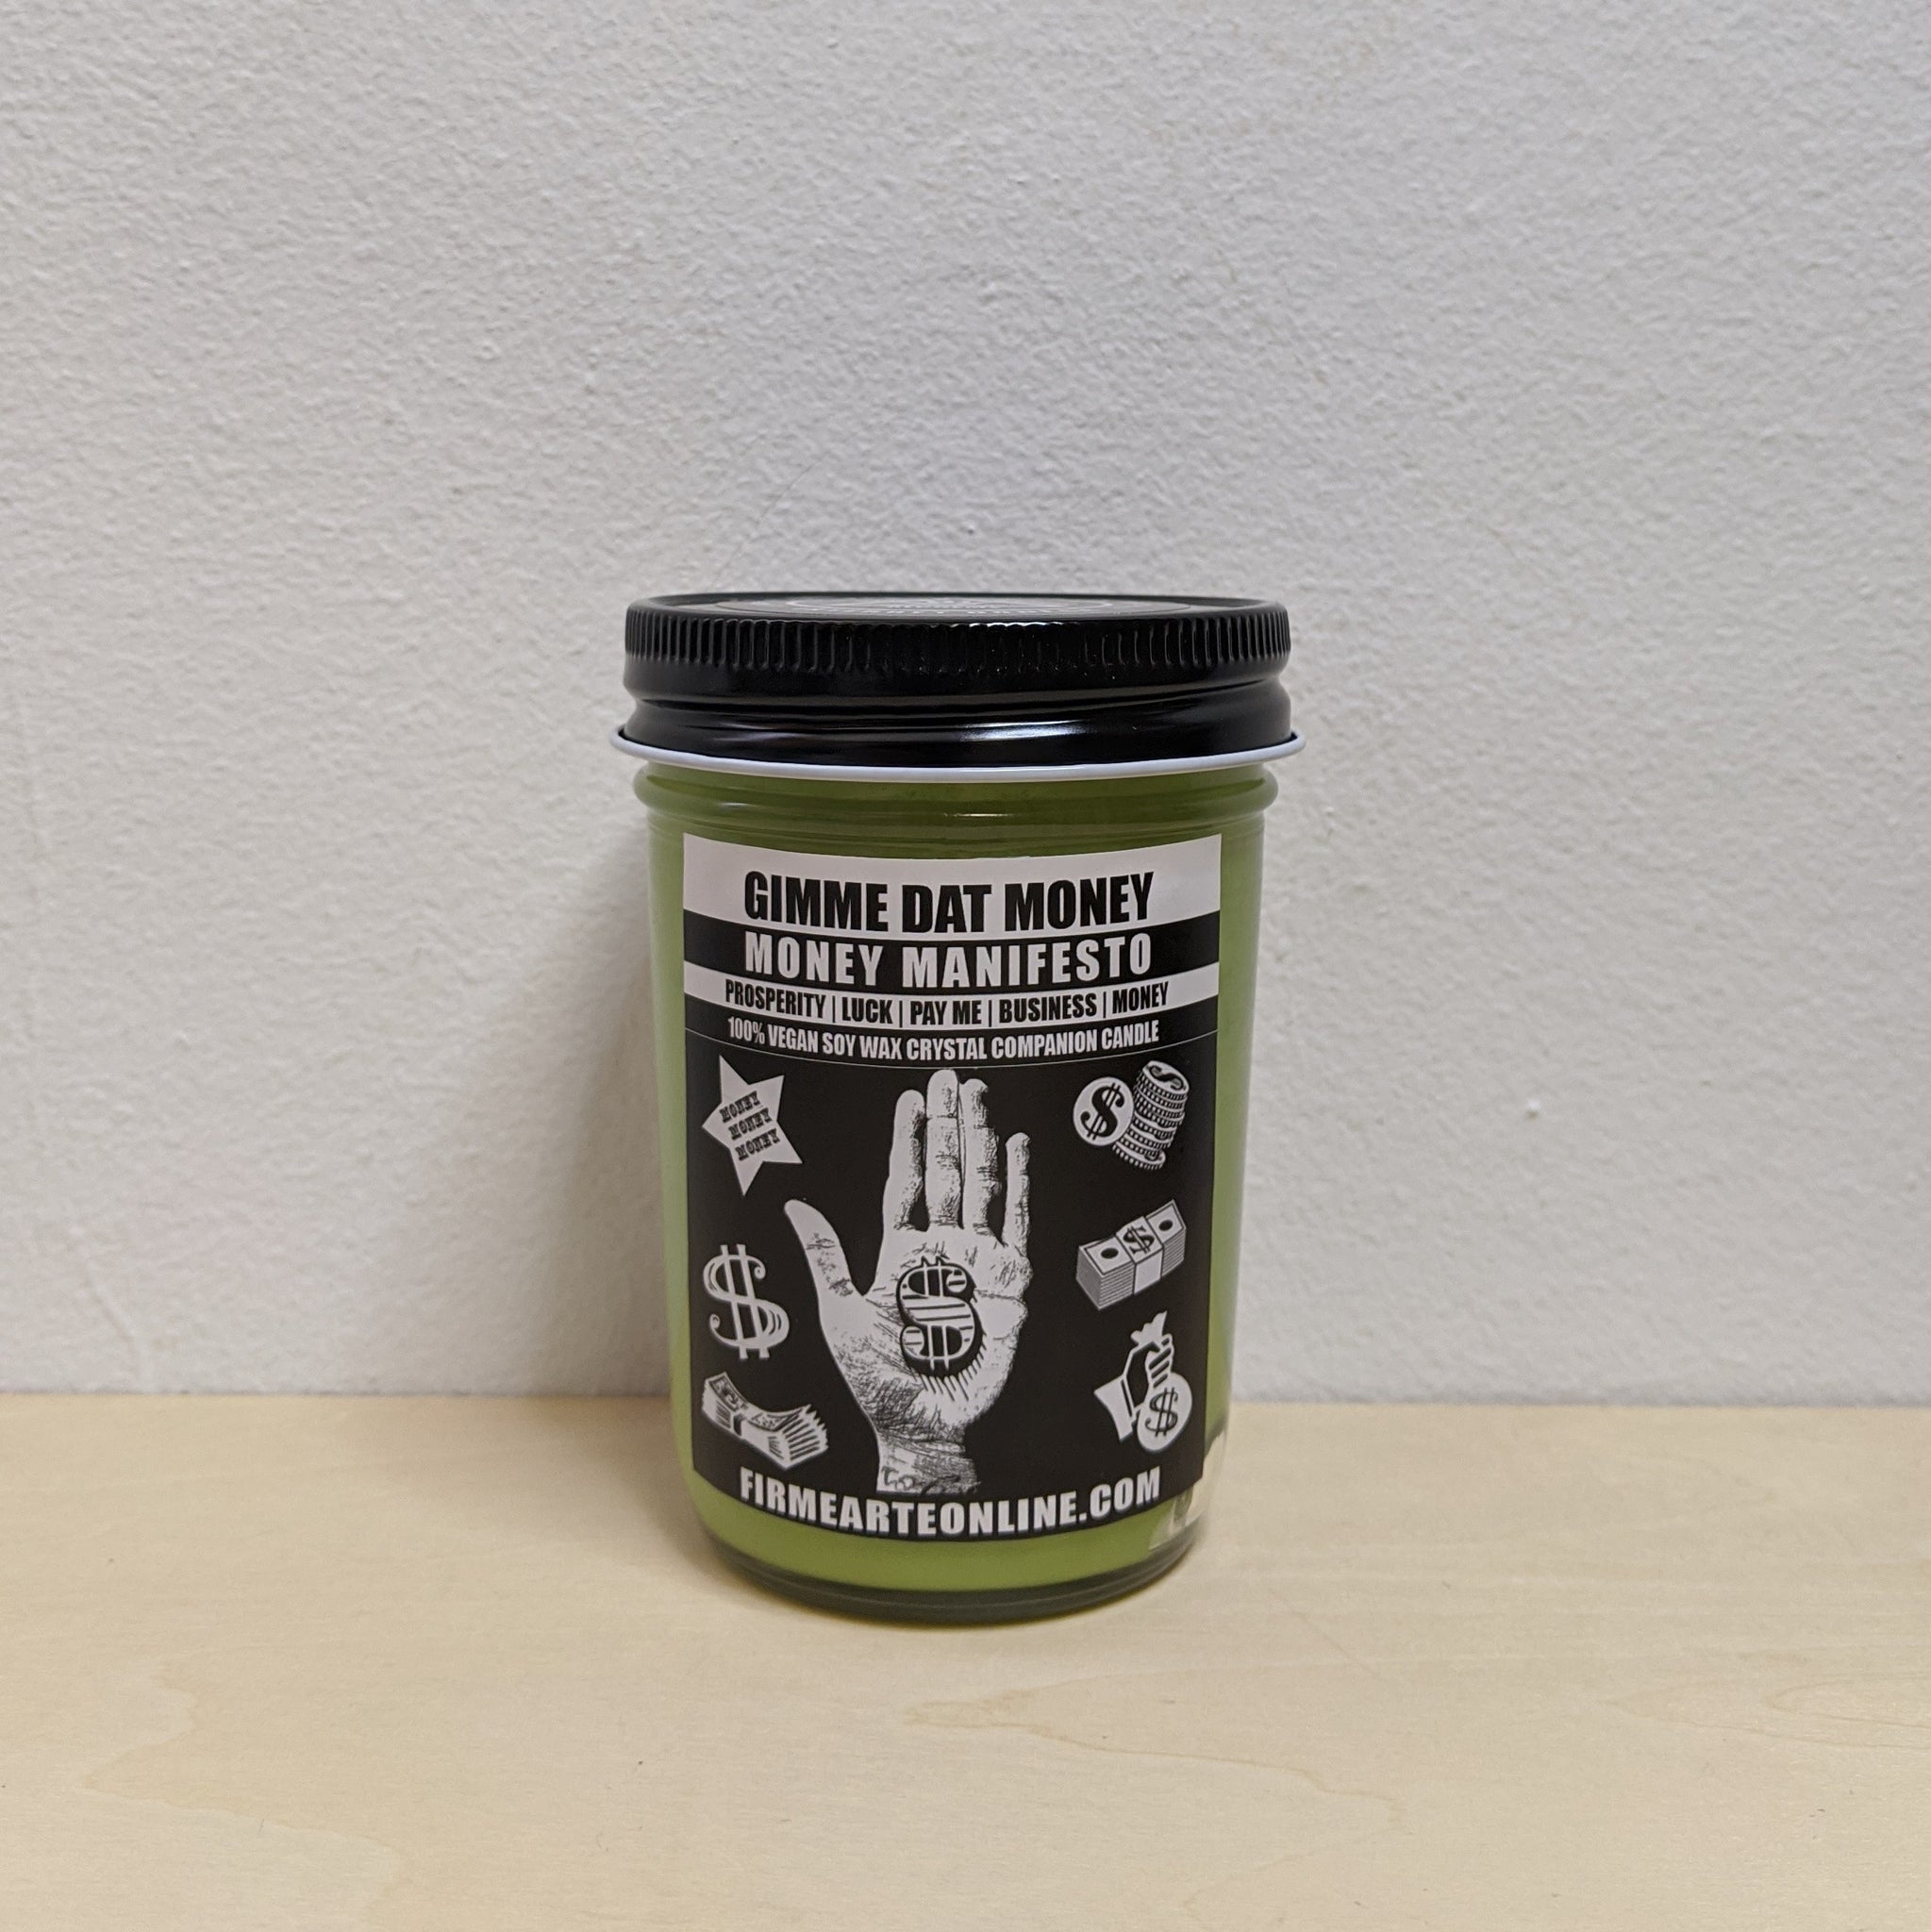 GIMME DAT MONEY
MONEY MANIFESTO
PROSPERITY | LUCK | PAY ME | BUSINESS | MONEY
100% VEGAN SOY WAX CRYSTAL COMPANION CANDLE
MONEY
MONEY
MONEY
$
$
$
$
$
FIRMEARTEONLINE.COM